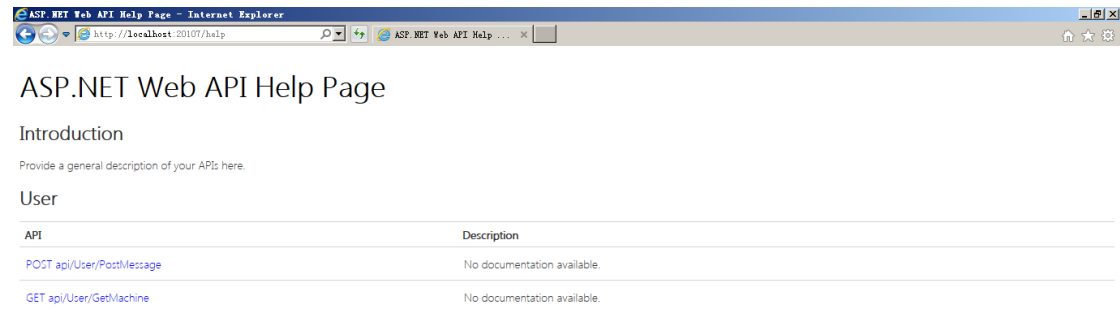 ASP.NET Web API Help Page - Internet Explorer
http://localhost:20107/help
ASP.NET Web API Help ...
ASP.NET Web API Help Page
Introduction
Provide a general description of your APIs here.
User
API Description
POST api/User/PostMessage No documentation available.
GET api/User/GetMachine No documentation available.